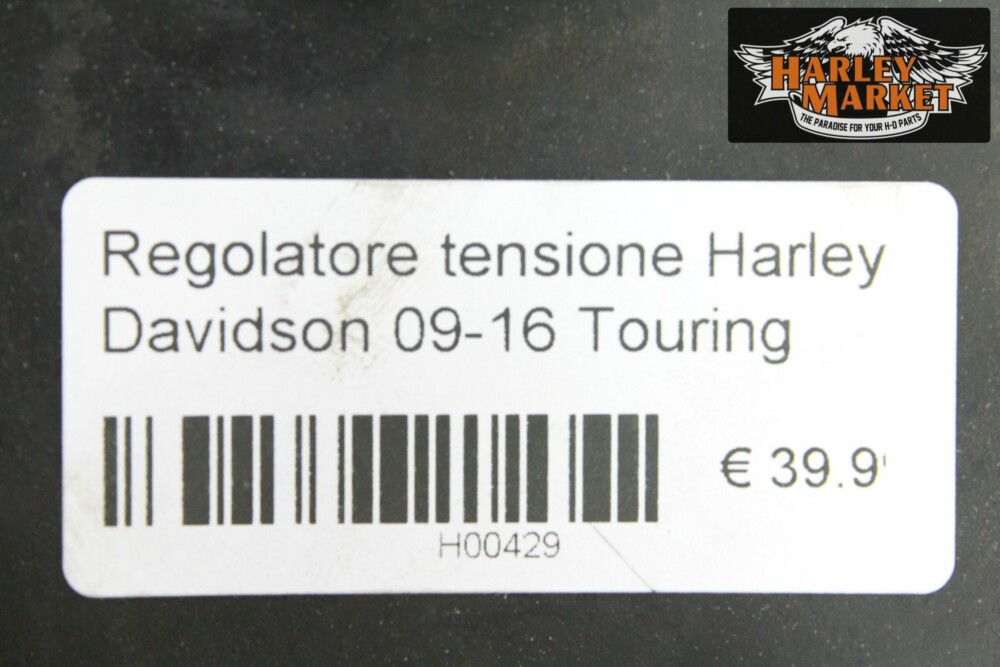 HARLEY
MARKET
THE PARADISE FOR YOUR H-D PARTS
Regolatore tensione Harley
Davidson 09-16 Touring
€ 39.9
H00429